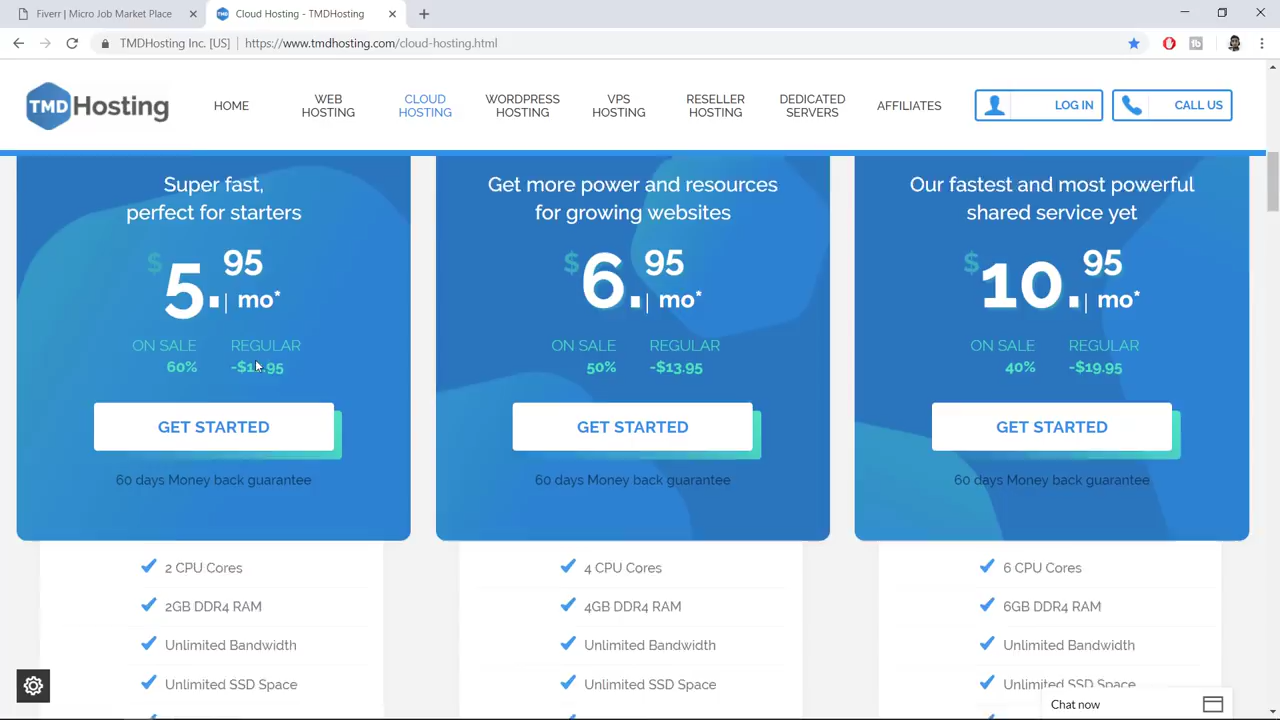 Fiverr | Micro Job Market Place
Cloud Hosting - TMDHosting
TMDHosting Inc. [US] | https://www.tmdhosting.com/cloud-hosting.html
TMDHosting
HOME
WEB HOSTING
CLOUD HOSTING
WORDPRESS HOSTING
VPS HOSTING
RESELLER HOSTING
DEDICATED SERVERS
AFFILIATES
LOG IN
CALL US
Super fast,
perfect for starters
$5.95 | mo*
ON SALE REGULAR
60%
GET STARTED
60 days Money back guarantee
2 CPU Cores
2GB DDR4 RAM
Unlimited Bandwidth
Unlimited SSD Space
Get more power and resources
for growing websites
$6.95 | mo*
ON SALE REGULAR
50% -$13.95
GET STARTED
60 days Money back guarantee
4 CPU Cores
4GB DDR4 RAM
Unlimited Bandwidth
Unlimited SSD Space
Our fastest and most powerful
shared service yet
$10.95 | mo*
ON SALE REGULAR
40% -$19.95
GET STARTED
60 days Money back guarantee
6 CPU Cores
6GB DDR4 RAM
Unlimited Bandwidth
Unlimited SSD Space
Chat now